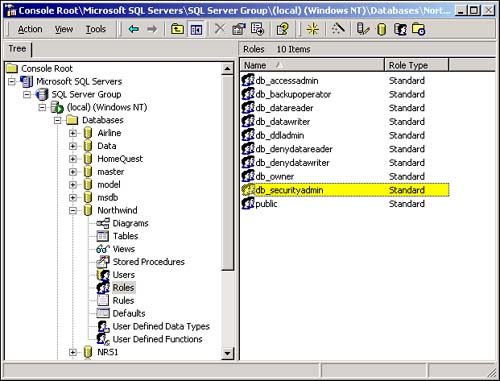 Console Root\Microsoft SQL Servers\SQL Server Group\(local) (Windows NT)\Databases\Nort...
Action View Tools
Tree
Console Root
Microsoft SQL Servers
SQL Server Group
(local) (Windows NT)
Databases
Airline
Data
HomeQuest
master
model
msdb
Northwind
Diagrams
Tables
Views
Stored Procedures
Users
Roles
Rules
Defaults
User Defined Data Types
User Defined Functions
NRS1
Roles 10 Items
Name Role Type
db_accessadmin Standard
db_backupoperator Standard
db_datareader Standard
db_datawriter Standard
db_ddladmin Standard
db_denydatareader Standard
db_denydatawriter Standard
db_owner Standard
db_securityadmin Standard
public Standard